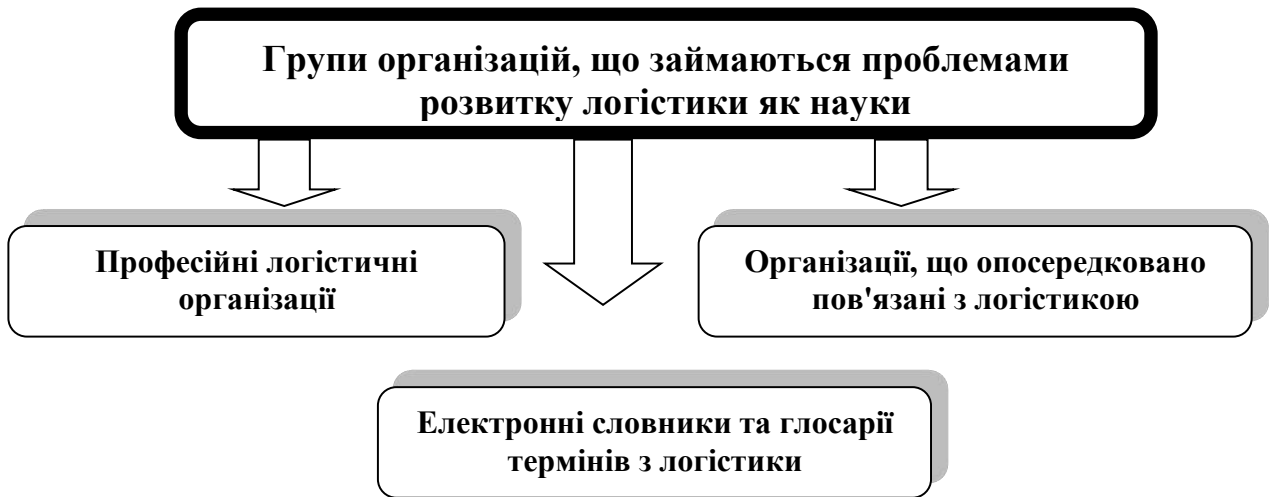 Групи організацій, що займаються проблемами
розвитку логістики як науки
Професійні логістичні
організації
Організації, що опосередковано
пов'язані з логістикою
Електронні словники та глосарії
термінів з логістики